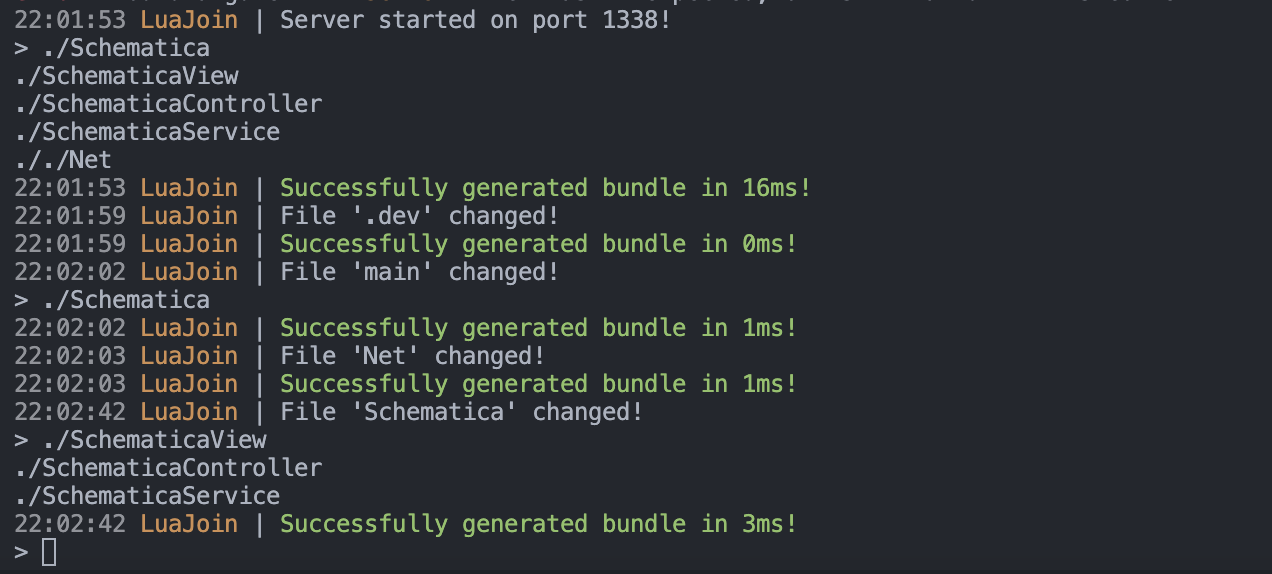 22:01:53 LuaJoin | Server started on port 1338!
> ./Schematica
./SchematicaView
./SchematicaController
./SchematicaService
././Net
22:01:53 LuaJoin | Successfully generated bundle in 16ms!
22:01:59 LuaJoin | File '.dev' changed!
22:01:59 LuaJoin | Successfully generated bundle in 0ms!
22:02:02 LuaJoin | File 'main' changed!
> ./Schematica
22:02:02 LuaJoin | Successfully generated bundle in 1ms!
22:02:03 LuaJoin | File 'Net' changed!
22:02:03 LuaJoin | Successfully generated bundle in 1ms!
22:02:42 LuaJoin | File 'Schematica' changed!
> ./SchematicaView
./SchematicaController
./SchematicaService
22:02:42 LuaJoin | Successfully generated bundle in 3ms!
>